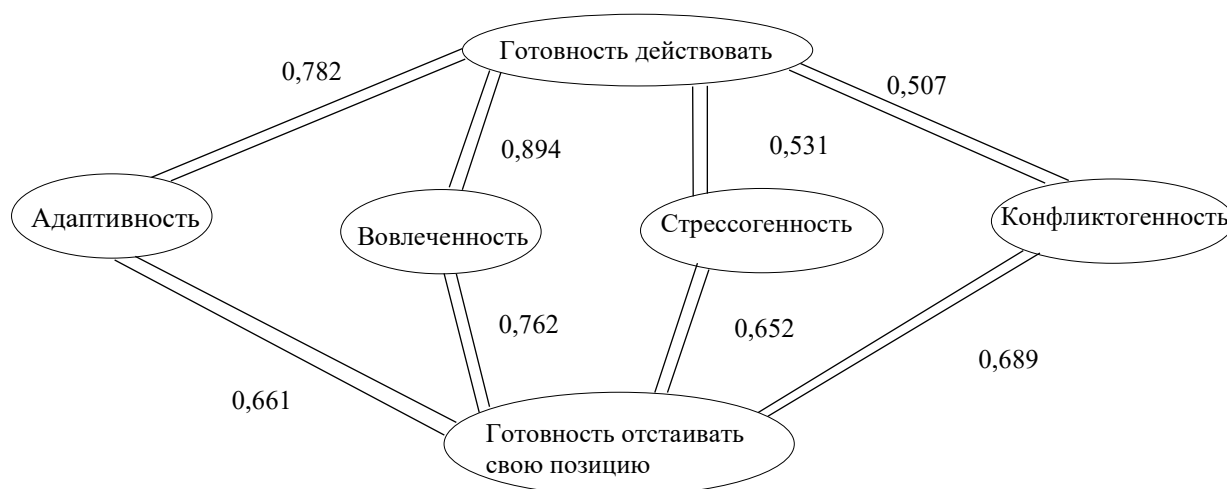 Готовность действовать
0,782
0,507
0,894
0,531
Адаптивность
Вовлеченность
Стрессогенность
Конфликтогенность
0,762
0,652
0,689
0,661
Готовность отстаивать
свою позицию